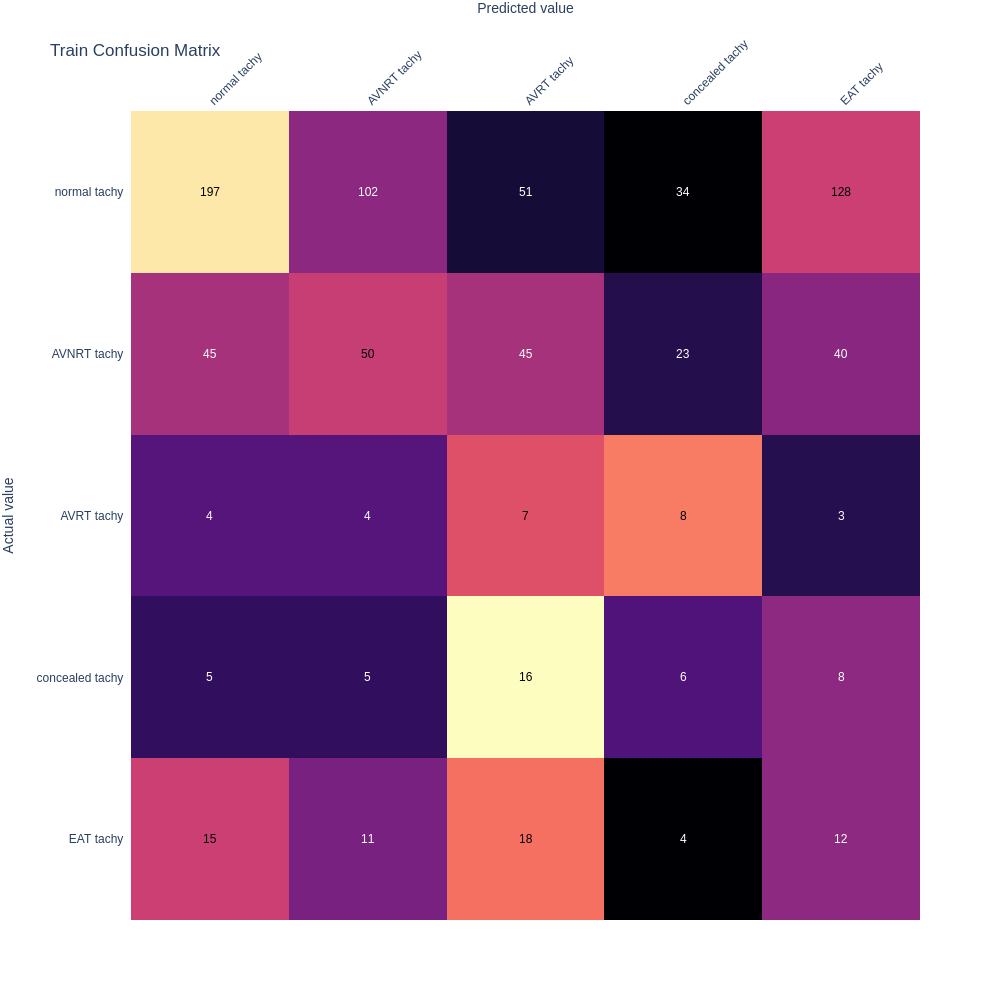 Predicted value
Train Confusion Matrix
normal tachy
AVNRT tachy
AVRT tachy
concealed tachy
EAT tachy
normal tachy 197 102 51 34 128
AVNRT tachy 45 50 45 23 40
AVRT tachy 4 4 7 8 3
concealed tachy 5 5 16 6 8
EAT tachy 15 11 18 4 12
Actual value